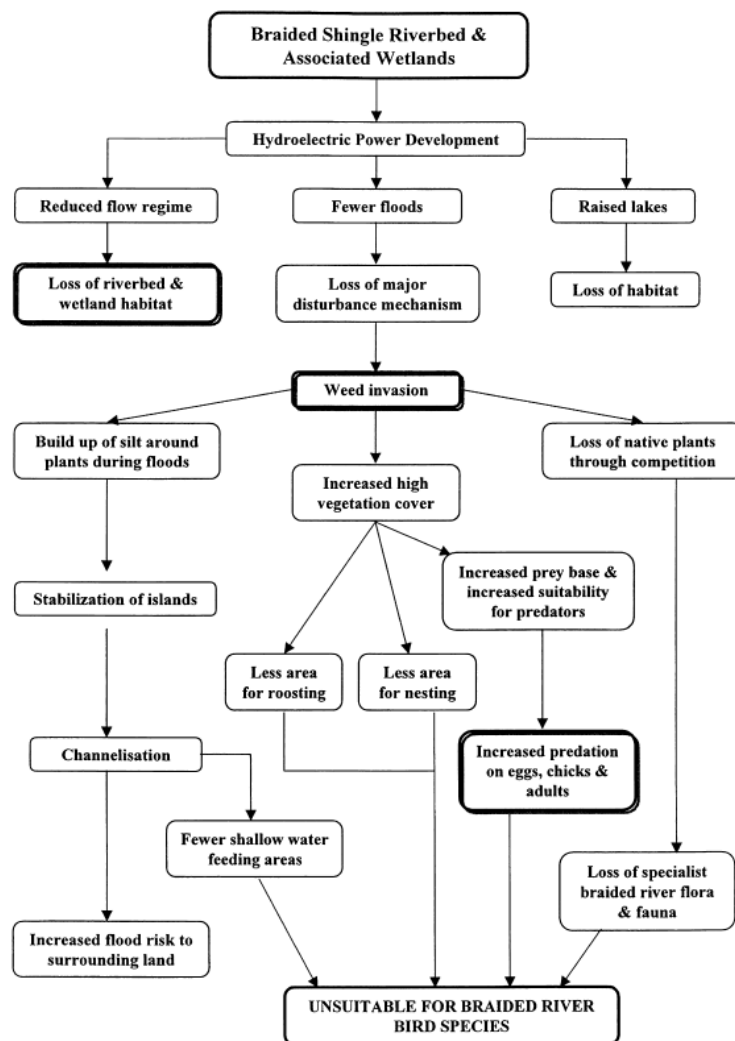 Braided Shingle Riverbed &
Associated Wetlands
Hydroelectric Power Development
Reduced flow regime
Fewer floods
Raised lakes
Loss of riverbed &
wetland habitat
Loss of major
disturbance mechanism
Loss of habitat
Weed invasion
Build up of silt around
plants during floods
Loss of native plants
through competition
Increased high
vegetation cover
Stabilization of islands
Increased prey base &
increased suitability
for predators
Less area
for roosting
Less area
for nesting
Channelisation
Increased predation
on eggs, chicks &
adults
Fewer shallow water
feeding areas
Loss of specialist
braided river flora
& fauna
Increased flood risk to
surrounding land
UNSUITABLE FOR BRAIDED RIVER
BIRD SPECIES